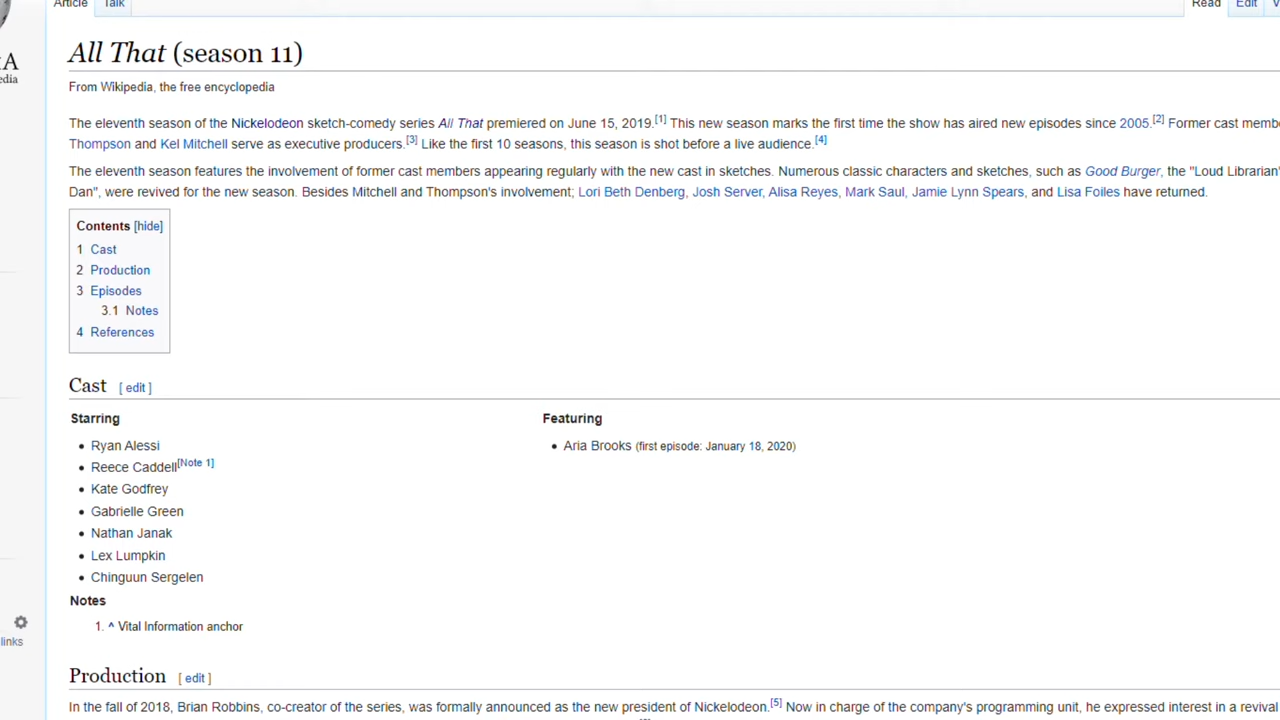 Article Talk Read Edit V
A
edia
All That (season 11)
From Wikipedia, the free encyclopedia
The eleventh season of the Nickelodeon sketch-comedy series All That premiered on June 15, 2019.[1] This new season marks the first time the show has aired new episodes since 2005.[2] Former cast membe
Thompson and Kel Mitchell serve as executive producers.[3] Like the first 10 seasons, this season is shot before a live audience.[4]
The eleventh season features the involvement of former cast members appearing regularly with the new cast in sketches. Numerous classic characters and sketches, such as Good Burger, the "Loud Librarian"
Dan", were revived for the new season. Besides Mitchell and Thompson's involvement; Lori Beth Denberg, Josh Server, Alisa Reyes, Mark Saul, Jamie Lynn Spears, and Lisa Foiles have returned.
Contents [hide]
1 Cast
2 Production
3 Episodes
3.1 Notes
4 References
Cast [ edit ]
Starring
• Ryan Alessi
• Reece Caddell[Note 1]
• Kate Godfrey
• Gabrielle Green
• Nathan Janak
• Lex Lumpkin
• Chinguun Sergelen
Featuring
• Aria Brooks (first episode: January 18, 2020)
Notes
1. ^ Vital Information anchor
links
Production [ edit ]
In the fall of 2018, Brian Robbins, co-creator of the series, was formally announced as the new president of Nickelodeon.[5] Now in charge of the company's programming unit, he expressed interest in a revival